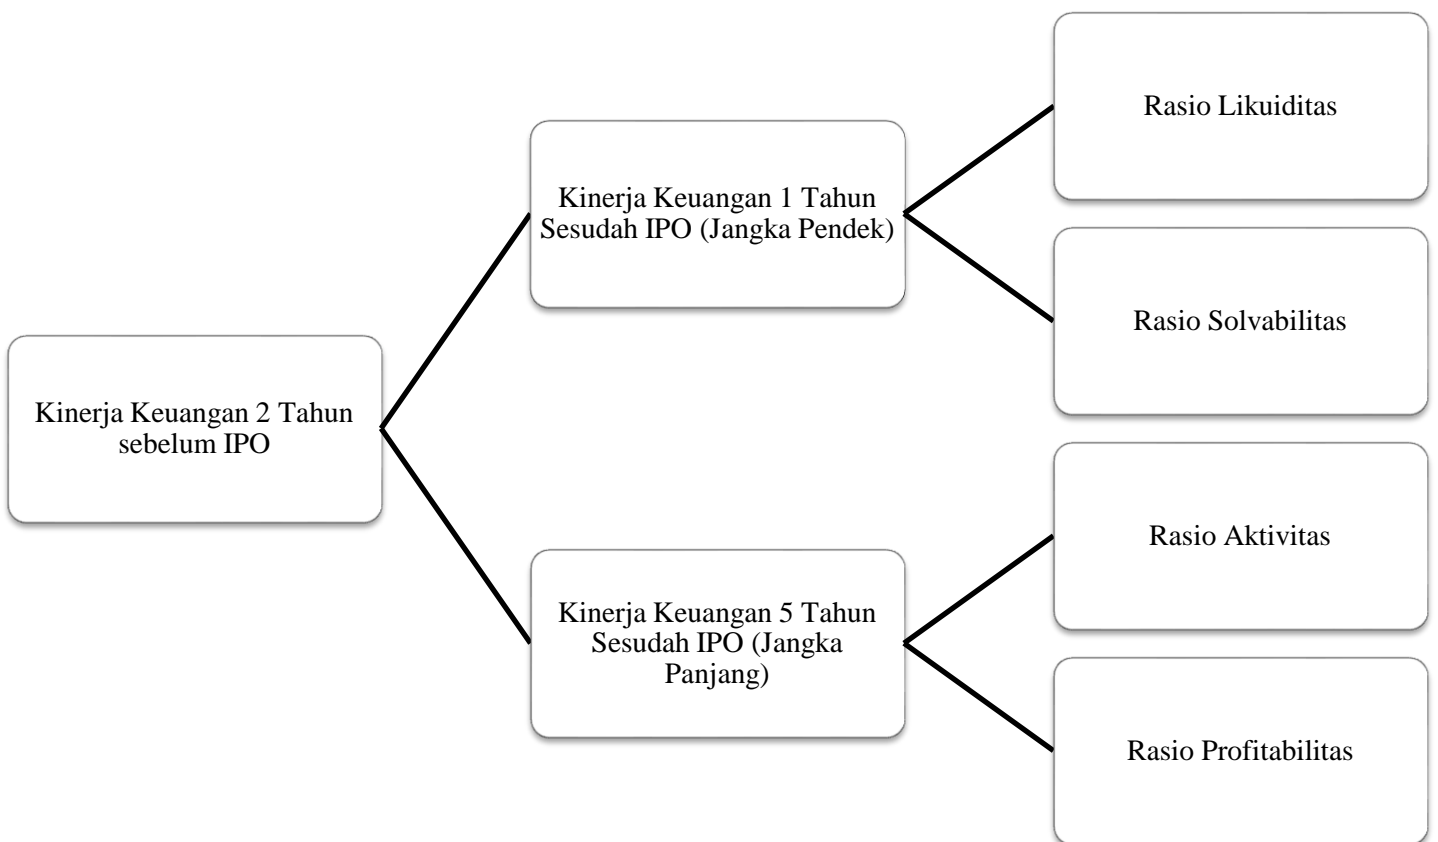 Rasio Likuiditas
Kinerja Keuangan 1 Tahun
Sesudah IPO (Jangka Pendek)
Rasio Solvabilitas
Kinerja Keuangan 2 Tahun
sebelum IPO
Rasio Aktivitas
Kinerja Keuangan 5 Tahun
Sesudah IPO (Jangka
Panjang)
Rasio Profitabilitas